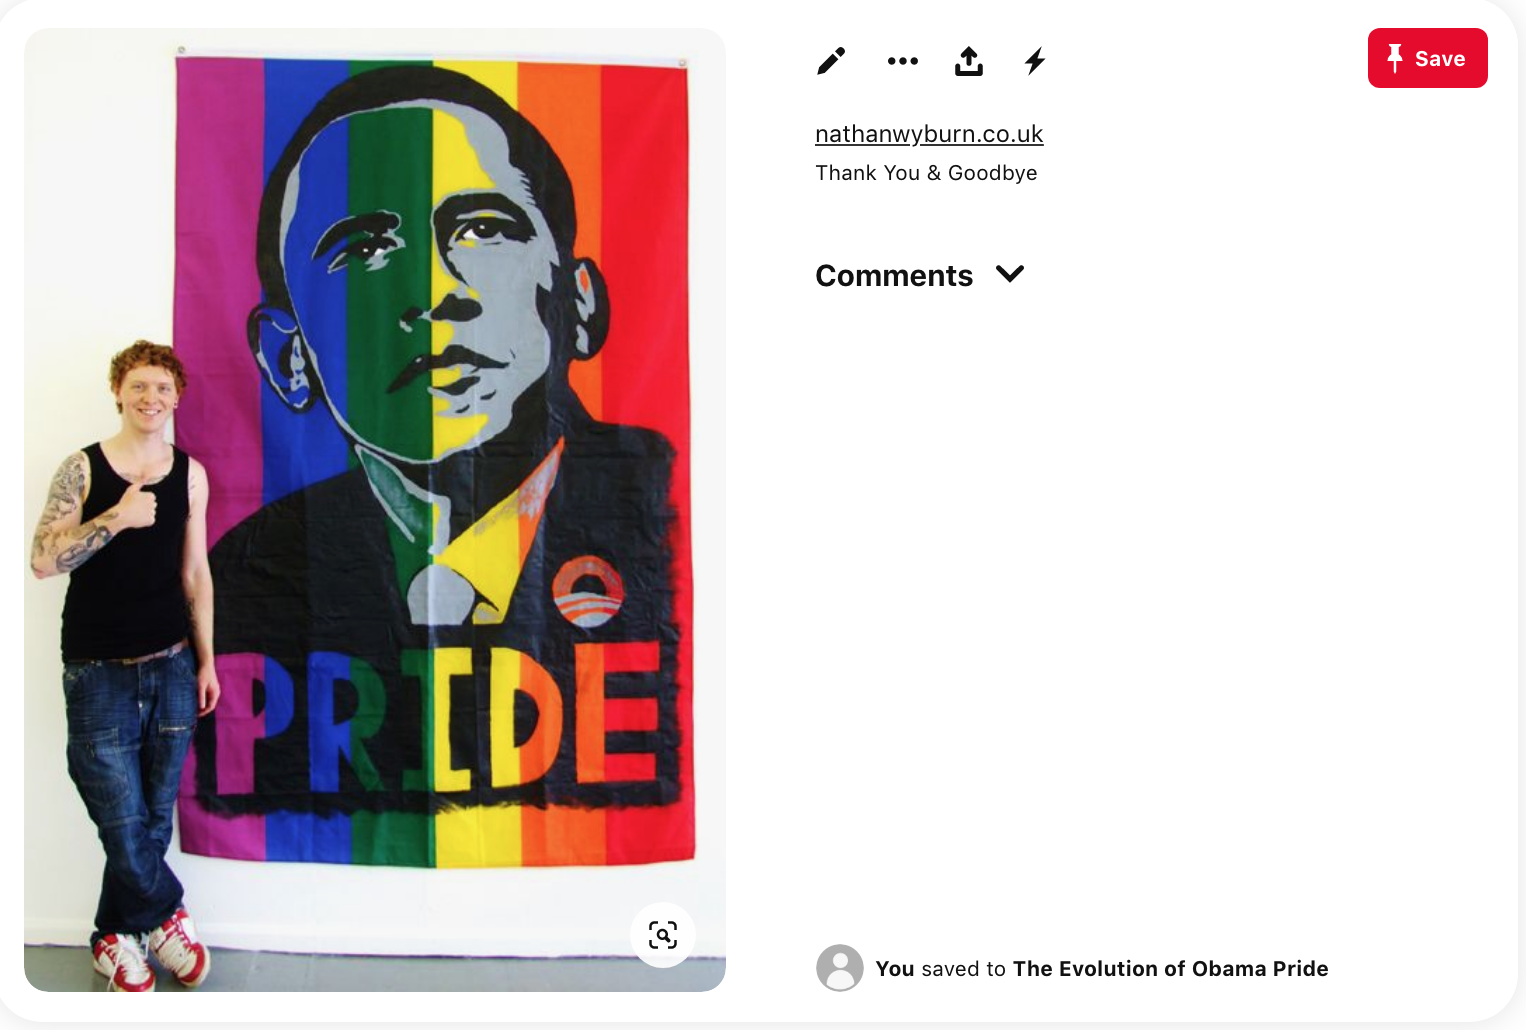 PRIDE
Save
nathanwyburn.co.uk
Thank You & Goodbye
Comments
You saved to The Evolution of Obama Pride